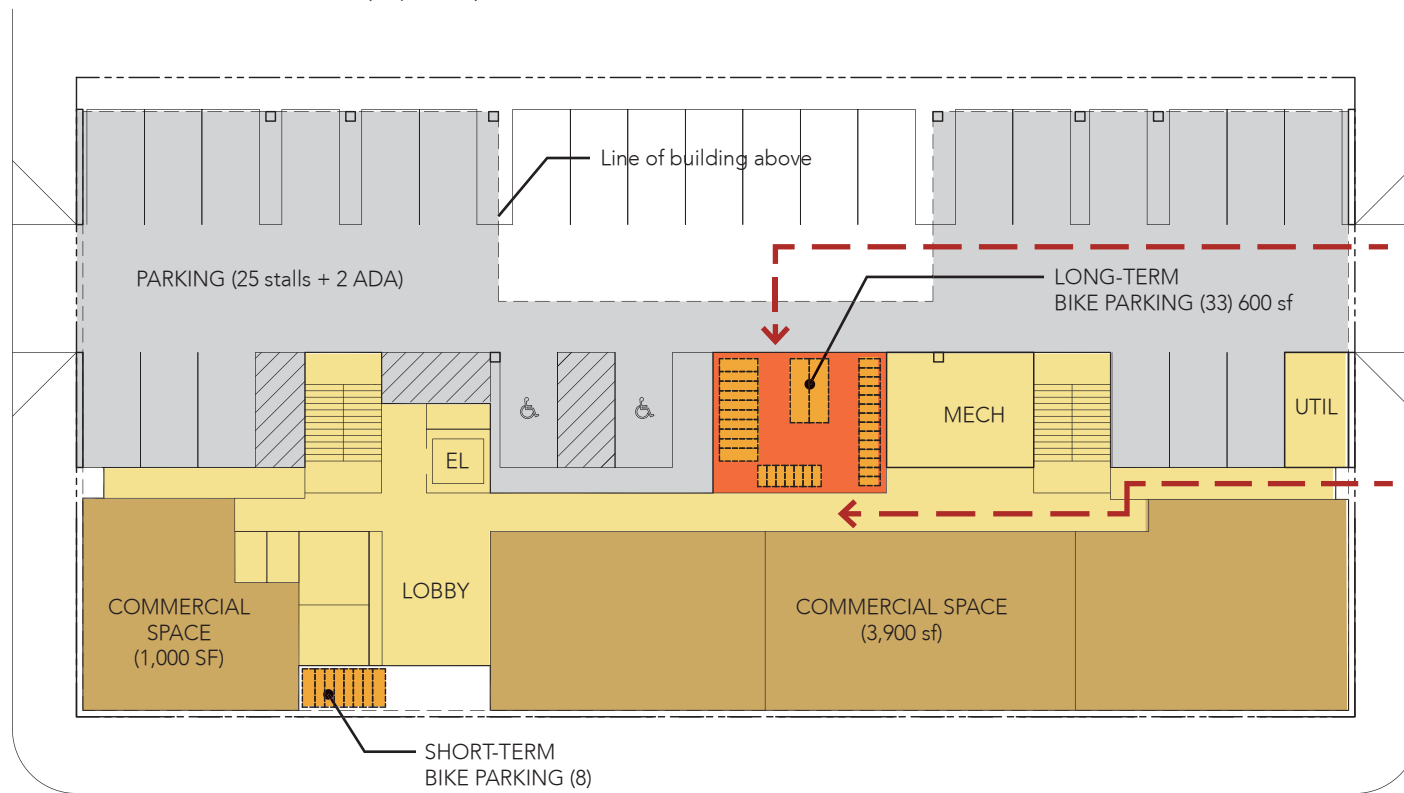 Line of building above
PARKING (25 stalls + 2 ADA)
LONG-TERM
BIKE PARKING (33) 600 sf
MECH
UTIL
EL
LOBBY
COMMERCIAL
SPACE
(1,000 SF)
COMMERCIAL SPACE
(3,900 sf)
SHORT-TERM
BIKE PARKING (8)